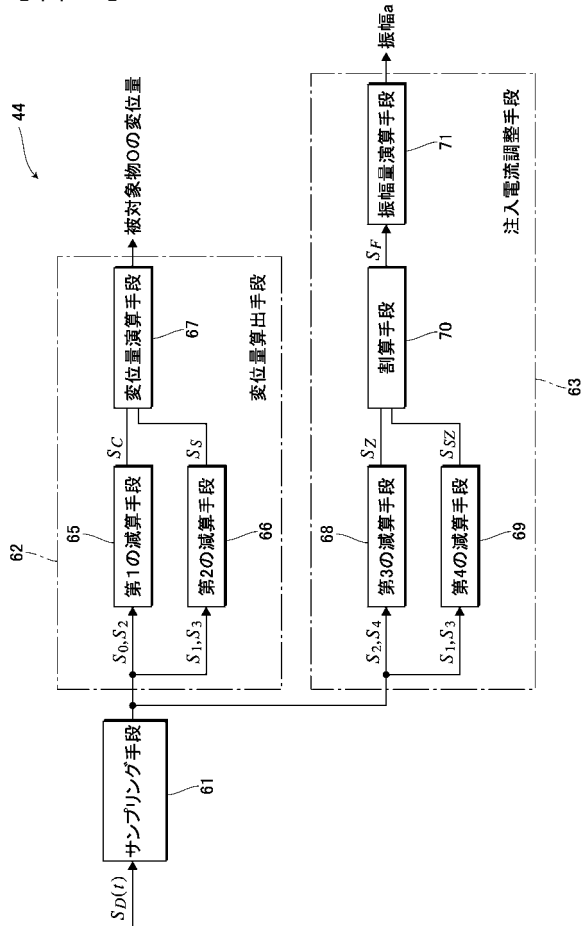 44
S_D(t)
サンプリング手段
61
62
S_0,S_2
S_1,S_3
65
第1の減算手段
第2の減算手段
66
S_C
S_S
変位量演算手段
67
被対象物Oの変位量
変位量算出手段
S_2,S_4
S_1,S_3
第3の減算手段
68
第4の減算手段
69
S_Z
S_SZ
割算手段
70
S_F
振幅量演算手段
71
振幅a
注入電流調整手段
63